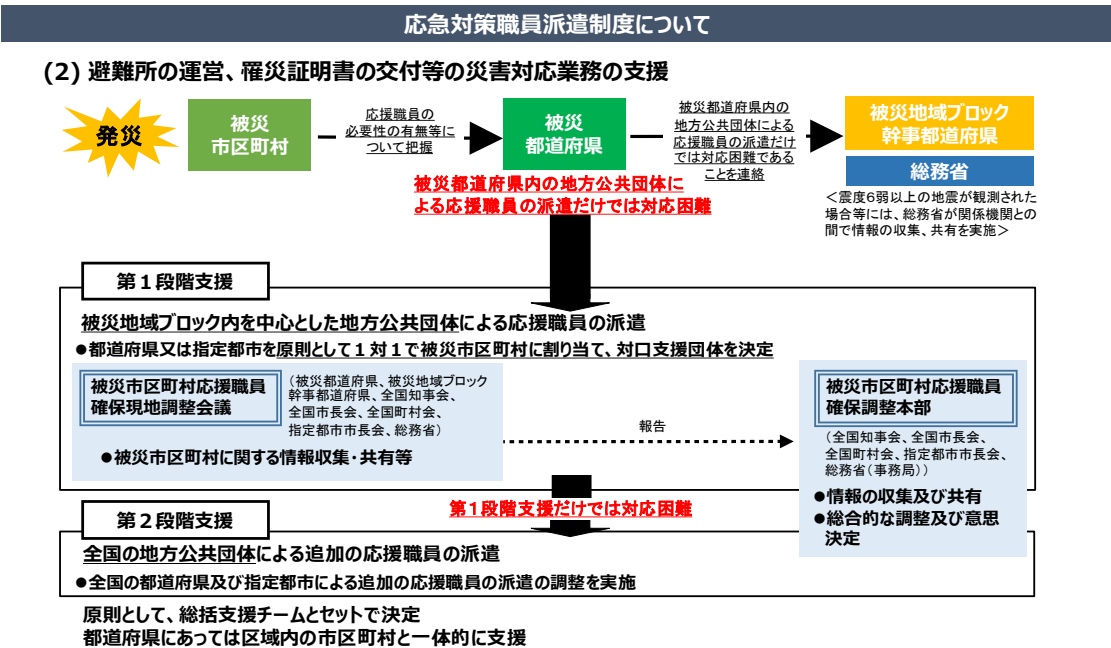 応急対策職員派遣制度について
(2) 避難所の運営、罹災証明書の交付等の災害対応業務の支援
発災
被災
市区町村
応援職員の
必要性の有無等に
ついて把握
被災
都道府県
被災都道府県内の
地方公共団体による
応援職員の派遣だけ
では対応困難である
ことを連絡
被災地域ブロック
幹事都道府県
総務省
＜震度6弱以上の地震が観測された
場合等には、総務省が関係機関との
間で情報の収集、共有を実施＞
被災都道府県内の地方公共団体に
よる応援職員の派遣だけでは対応困難
第１段階支援
被災地域ブロック内を中心とした地方公共団体による応援職員の派遣
●都道府県又は指定都市を原則として１対１で被災市区町村に割り当て、対口支援団体を決定
被災市区町村応援職員
確保現地調整会議
（被災都道府県、被災地域ブロック
幹事都道府県、全国知事会、
全国市長会、全国町村会、
指定都市市長会、総務省）
●被災市区町村に関する情報収集・共有等
報告
被災市区町村応援職員
確保調整本部
（全国知事会、全国市長会、
全国町村会、指定都市市長会、
総務省（事務局））
●情報の収集及び共有
●総合的な調整及び意思
決定
第１段階支援だけでは対応困難
第２段階支援
全国の地方公共団体による追加の応援職員の派遣
●全国の都道府県及び指定都市による追加の応援職員の派遣の調整を実施
原則として、総括支援チームとセットで決定
都道府県にあっては区域内の市区町村と一体的に支援